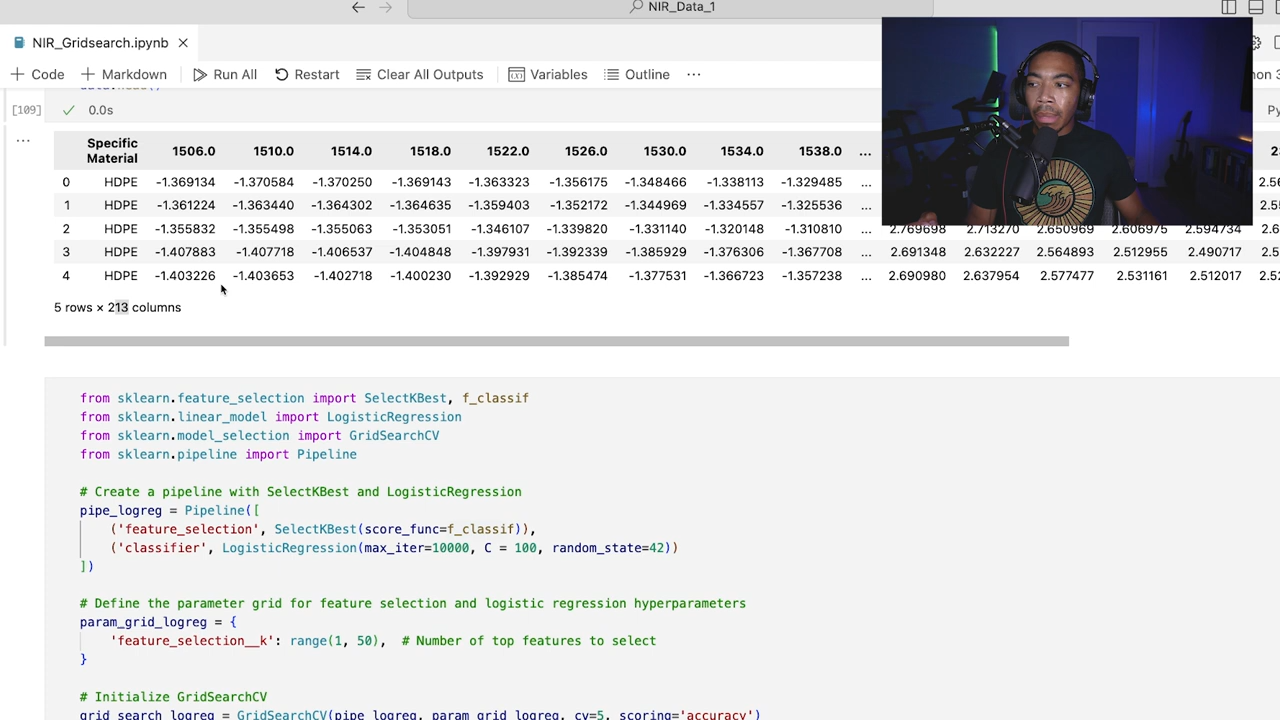 NIR_Data_1
NIR_Gridsearch.ipynb
Code Markdown Run All Restart Clear All Outputs Variables Outline ...
[109] 0.0s
Specific Material 1506.0 1510.0 1514.0 1518.0 1522.0 1526.0 1530.0 1534.0 1538.0 ...
0 HDPE -1.369134 -1.370584 -1.370250 -1.369143 -1.363323 -1.356175 -1.348466 -1.338113 -1.329485 ...
1 HDPE -1.361224 -1.363440 -1.364302 -1.364635 -1.359403 -1.352172 -1.344969 -1.334557 -1.325536 ...
2 HDPE -1.355832 -1.355498 -1.355063 -1.353051 -1.346107 -1.339820 -1.331140 -1.320148 -1.310810 ... 2.769698 2.713270 2.650969 2.606975 2.594734
3 HDPE -1.407883 -1.407718 -1.406537 -1.404848 -1.397931 -1.392339 -1.385929 -1.376306 -1.367708 ... 2.691348 2.632227 2.564893 2.512955 2.490717
4 HDPE -1.403226 -1.403653 -1.402718 -1.400230 -1.392929 -1.385474 -1.377531 -1.366723 -1.357238 ... 2.690980 2.637954 2.577477 2.531161 2.512017
5 rows × 213 columns
from sklearn.feature_selection import SelectKBest, f_classif
from sklearn.linear_model import LogisticRegression
from sklearn.model_selection import GridSearchCV
from sklearn.pipeline import Pipeline
# Create a pipeline with SelectKBest and LogisticRegression
pipe_logreg = Pipeline([
('feature_selection', SelectKBest(score_func=f_classif)),
('classifier', LogisticRegression(max_iter=10000, C = 100, random_state=42))
])
# Define the parameter grid for feature selection and logistic regression hyperparameters
param_grid_logreg = {
'feature_selection__k': range(1, 50), # Number of top features to select
}
# Initialize GridSearchCV
grid_search_logreg = GridSearchCV(pipe_logreg, param_grid_logreg, cv=5, scoring='accuracy')